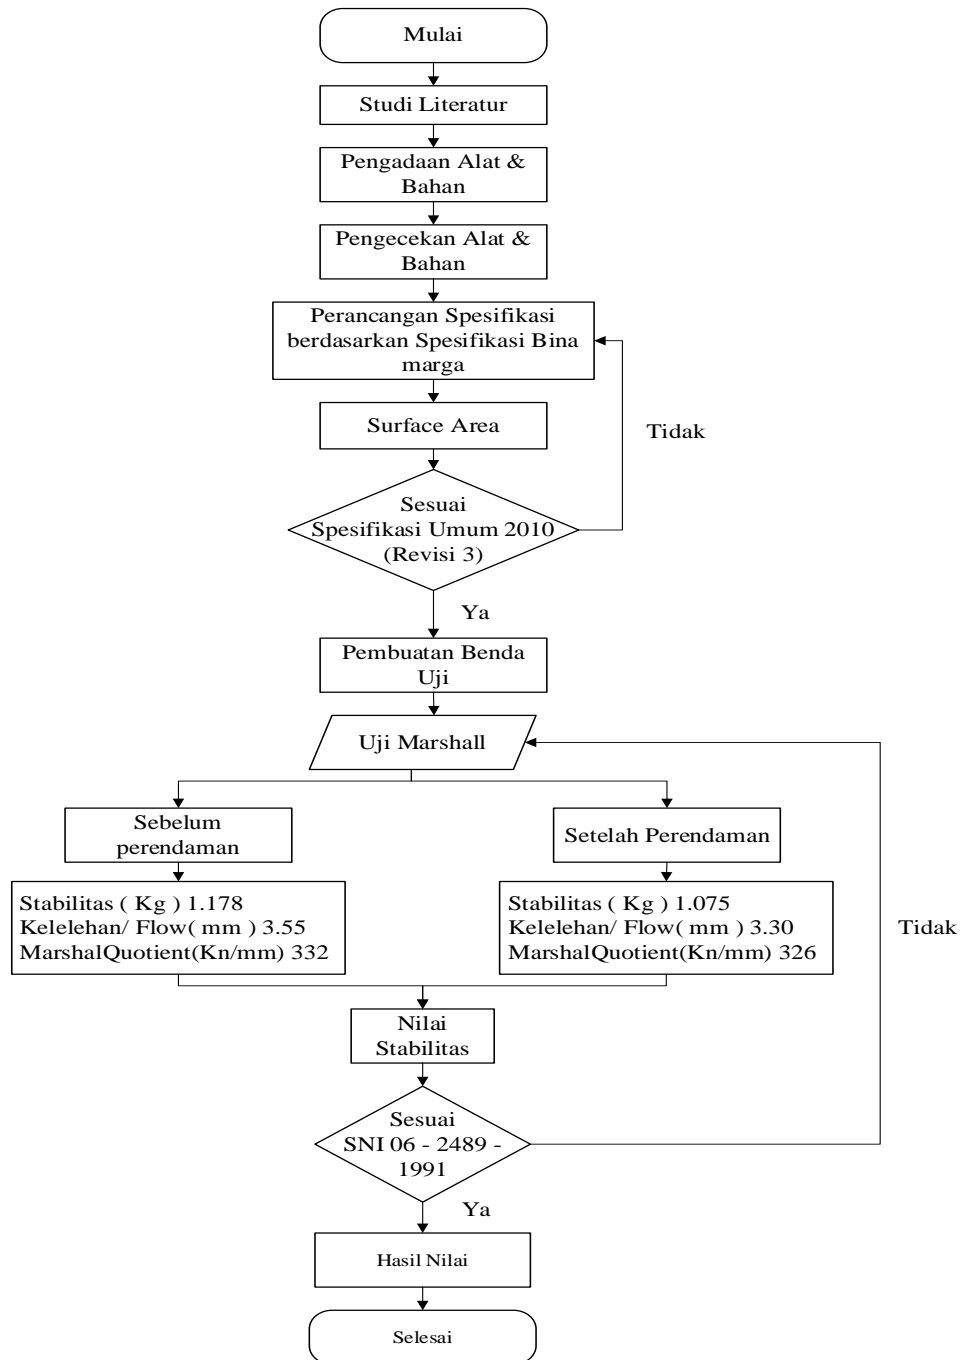 Mulai
Studi Literatur
Pengadaan Alat &
Bahan
Pengecekan Alat &
Bahan
Perancangan Spesifikasi
berdasarkan Spesifikasi Bina
marga
Surface Area
Tidak
Sesuai
Spesifikasi Umum 2010
(Revisi 3)
Ya
Pembuatan Benda
Uji
Uji Marshall
Sebelum
perendaman
Setelah Perendaman
Stabilitas ( Kg ) 1.178
Kelelehan/ Flow( mm ) 3.55
MarshalQuotient(Kn/mm) 332
Stabilitas ( Kg ) 1.075
Kelelehan/ Flow( mm ) 3.30
MarshalQuotient(Kn/mm) 326
Tidak
Nilai
Stabilitas
Sesuai
SNI 06 - 2489 -
1991
Ya
Hasil Nilai
Selesai